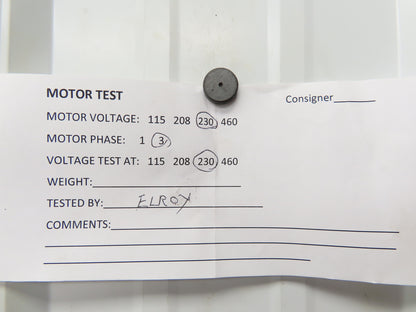 MOTOR TEST
Consigner
MOTOR VOLTAGE: 115 208 230 460
MOTOR PHASE: 1 3
VOLTAGE TEST AT: 115 208 230 460
WEIGHT:
TESTED BY: ELROY
COMMENTS: